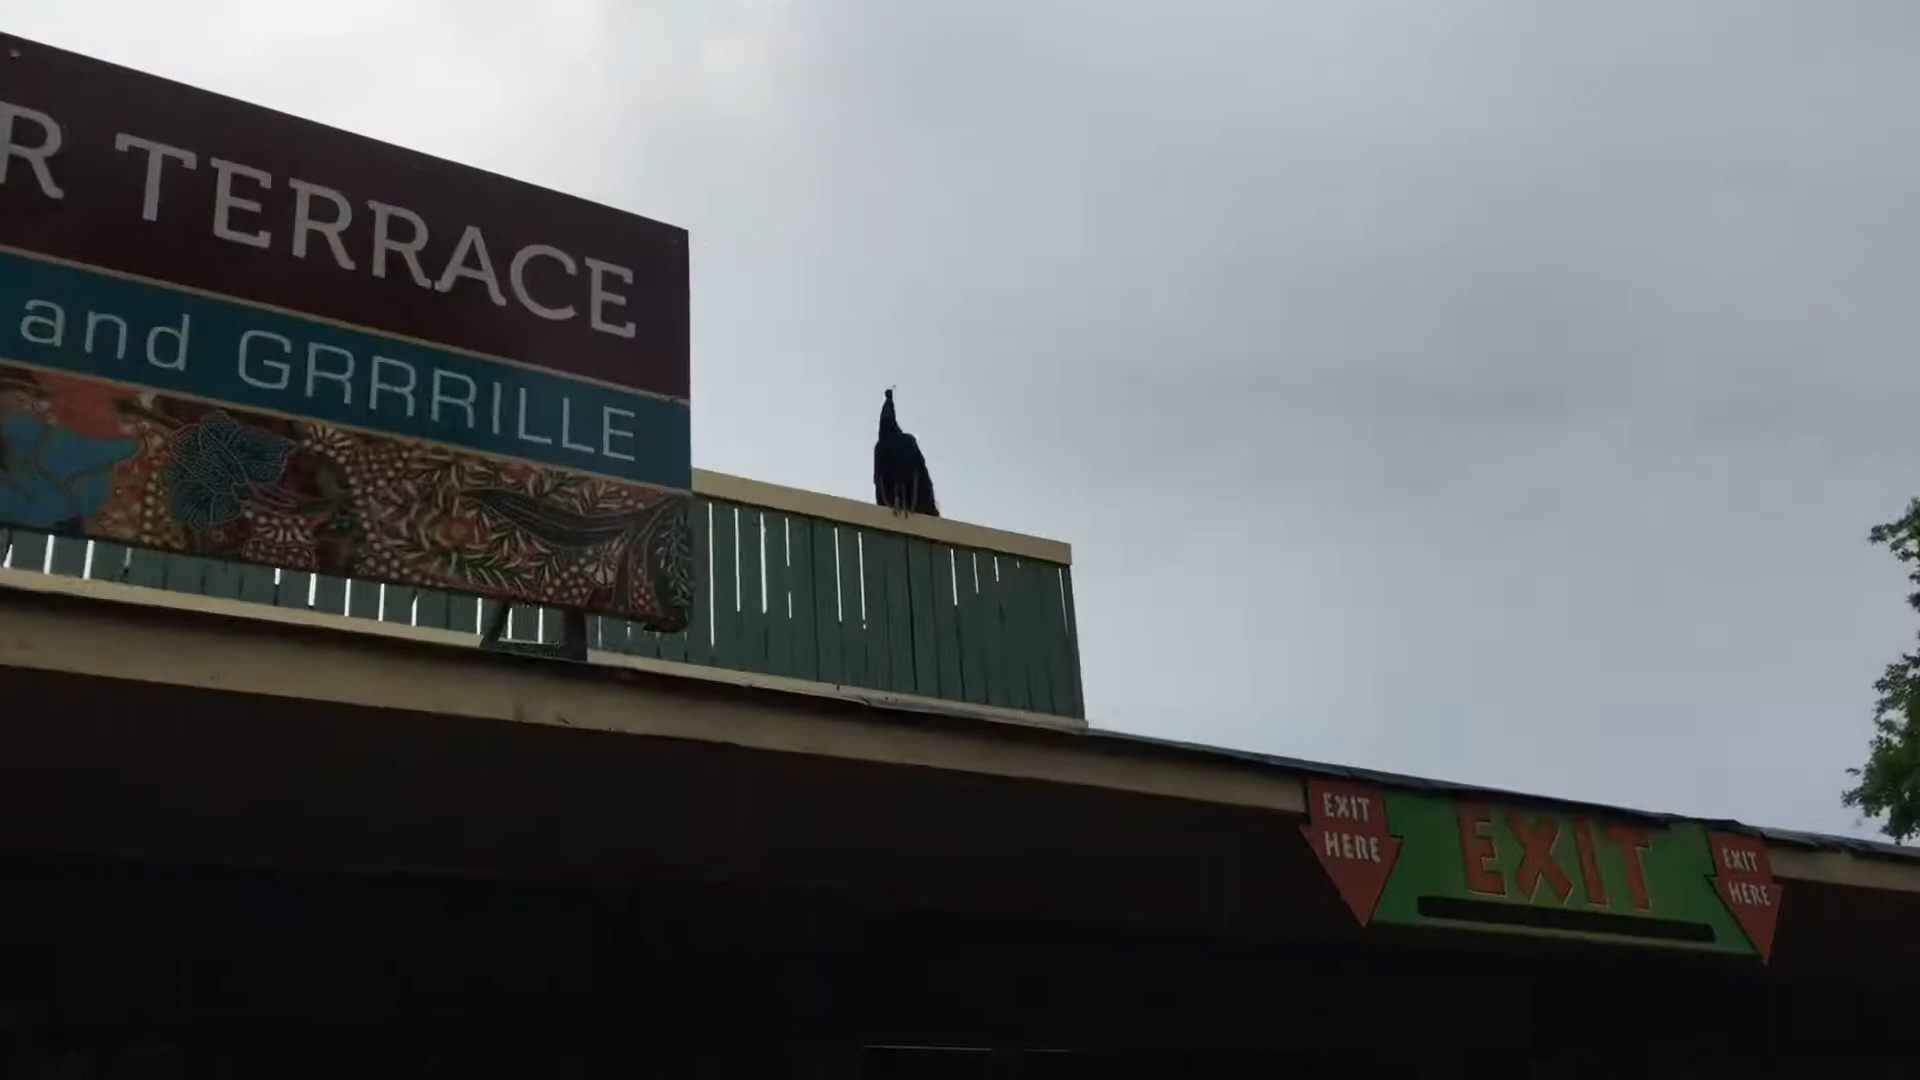 R TERRACE
and GRRRILLE
EXIT
HERE
EXIT
EXIT
HERE